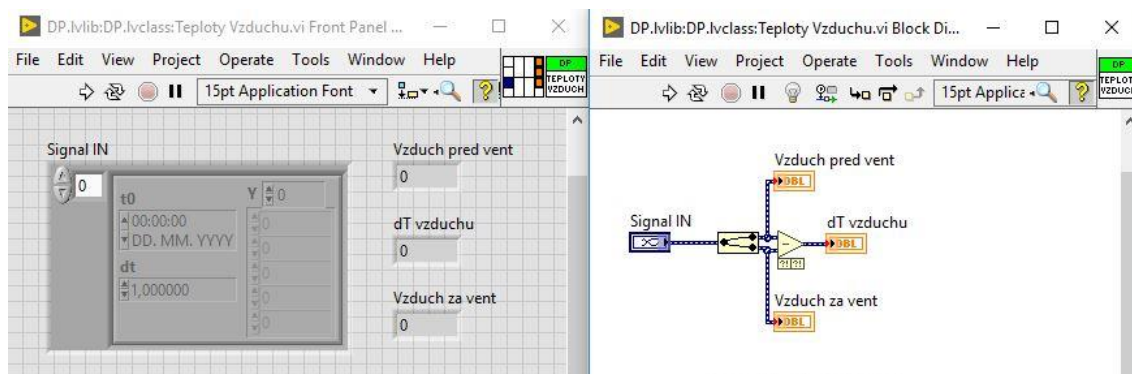 DP.lvlib:DP.lvclass:Teploty Vzduchu.vi Front Panel ...
File Edit View Project Operate Tools Window Help
15pt Application Font
DP
TEPLOTY
VZDUCH
Signal IN
0
t0
00:00:00
DD. MM. YYYY
dt
1,000000
Y
0
0
0
0
0
0
Vzduch pred vent
0
dT vzduchu
0
Vzduch za vent
0
DP.lvlib:DP.lvclass:Teploty Vzduchu.vi Block Di...
File Edit View Project Operate Tools Window Help
15pt Applica
DP
TEPLOT
VZDUC
Vzduch pred vent
DBL
Signal IN
dT vzduchu
DBL
?! ?!
Vzduch za vent
DBL